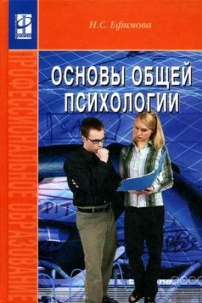 Н.С. Ефимова
ОСНОВЫ ОБЩЕЙ
ПСИХОЛОГИИ
ПРОФЕССИОНАЛЬНОЕ ОБРАЗОВАНИЕ